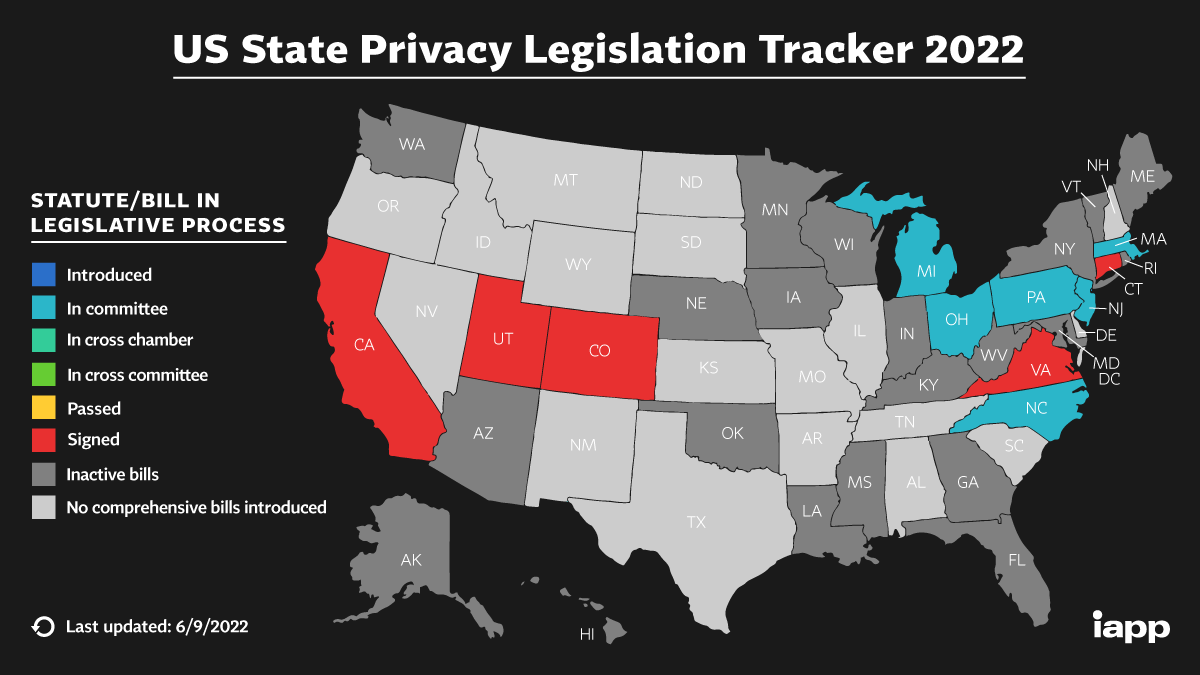 US State Privacy Legislation Tracker 2022
STATUTE/BILL IN
LEGISLATIVE PROCESS
Introduced
In committee
In cross chamber
In cross committee
Passed
Signed
Inactive bills
No comprehensive bills introduced
Last updated: 6/9/2022
WA
OR
CA
NV
ID
MT
WY
UT
CO
AZ
NM
ND
SD
NE
KS
OK
TX
MN
IA
MO
AR
LA
WI
IL
MI
IN
OH
KY
TN
MS
AL
GA
FL
SC
NC
VA
WV
PA
NY
VT
NH
ME
MA
RI
CT
NJ
DE
MD
DC
AK
HI
iapp